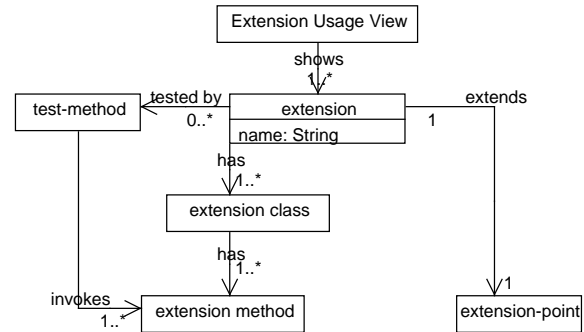 Extension Usage View
shows
1..*
test-method
tested by
0..*
extension
name: String
1
extends
has
1..*
extension class
has
1..*
invokes
1..*
extension method
1
extension-point